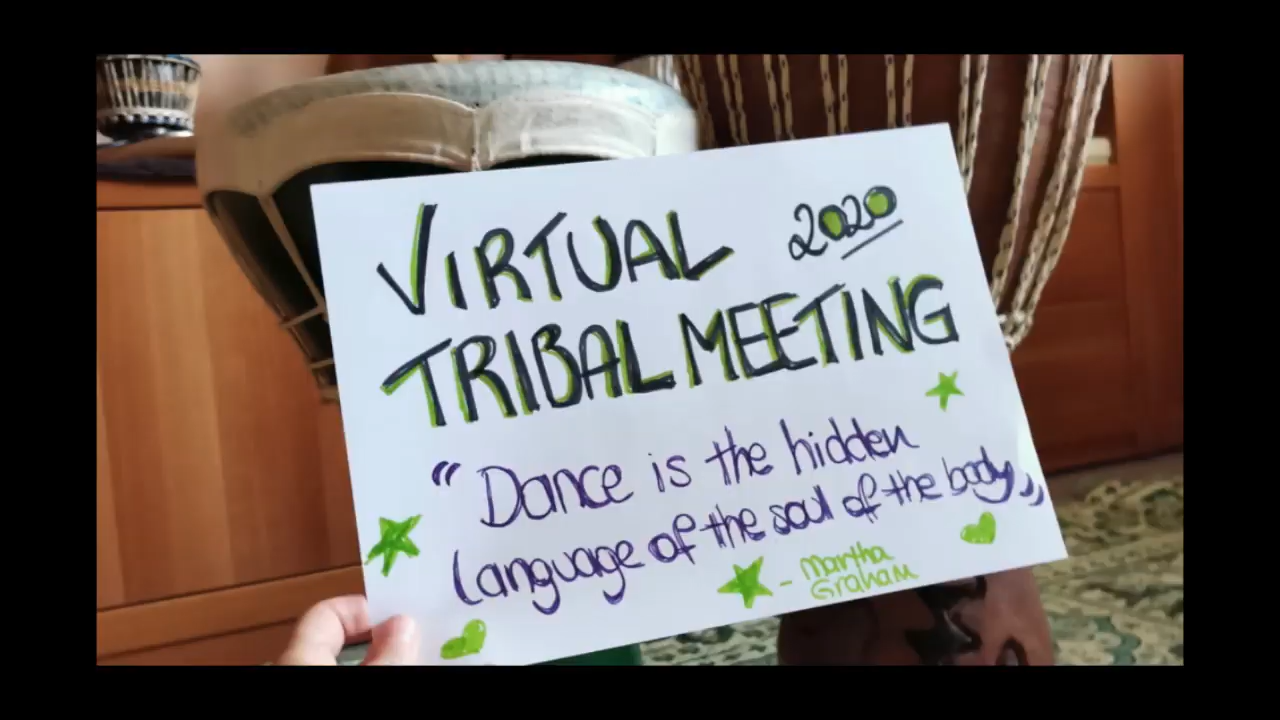 VIRTUAL 2020
TRIBAL MEETING
“Dance is the hidden
language of the soul of the body”
- Martha
Graham